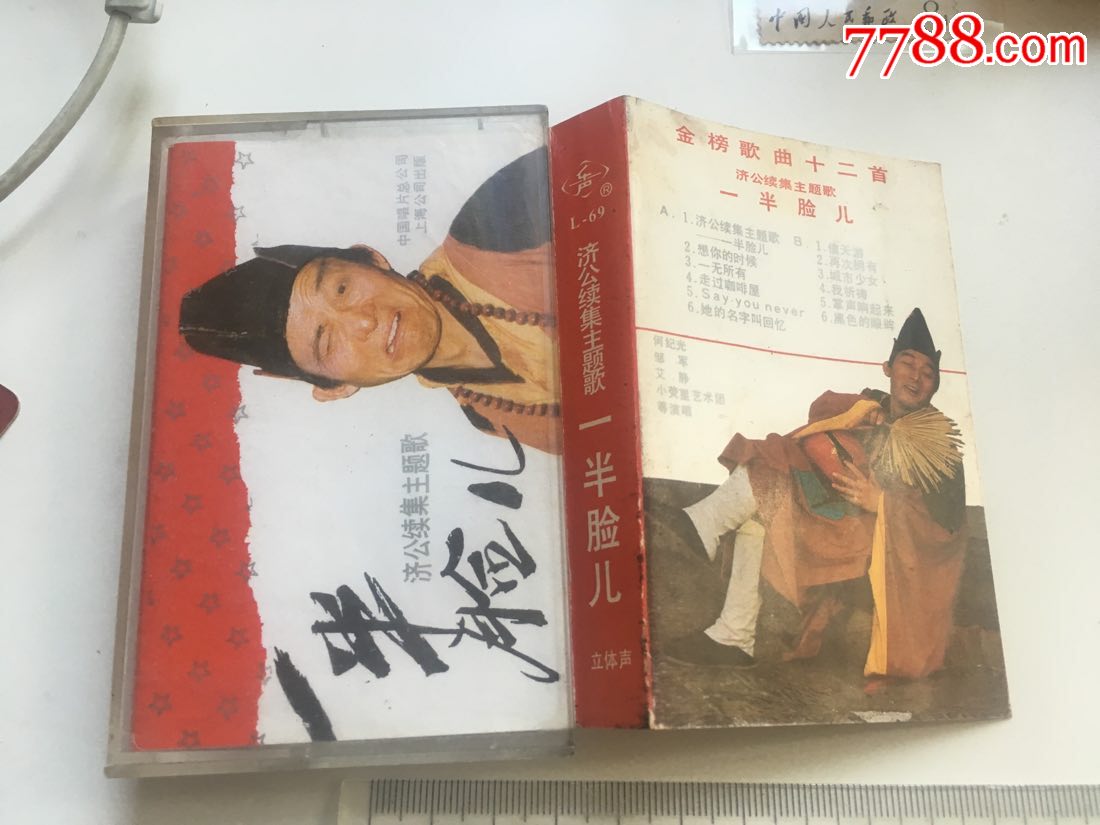 中国人民邮政
8
7788.com
中国唱片总公司
上海公司出版
济公续集主题歌
一半脸儿
声
®
L-69
济公续集主题歌
一半脸儿
立体声
金榜歌曲十二首
济公续集主题歌
一半脸儿
A.
1.济公续集主题歌
——一半脸儿
2.想你的时候
3.一无所有
4.走过咖啡屋
5.Say you never
6.她的名字叫回忆
B
1.信天游
2.再次拥有
3.城市少女
4.我祈祷
5.掌声响起来
6.黑色的眼眸
何纪光
邹军
艾静
小荧星艺术团
等演唱